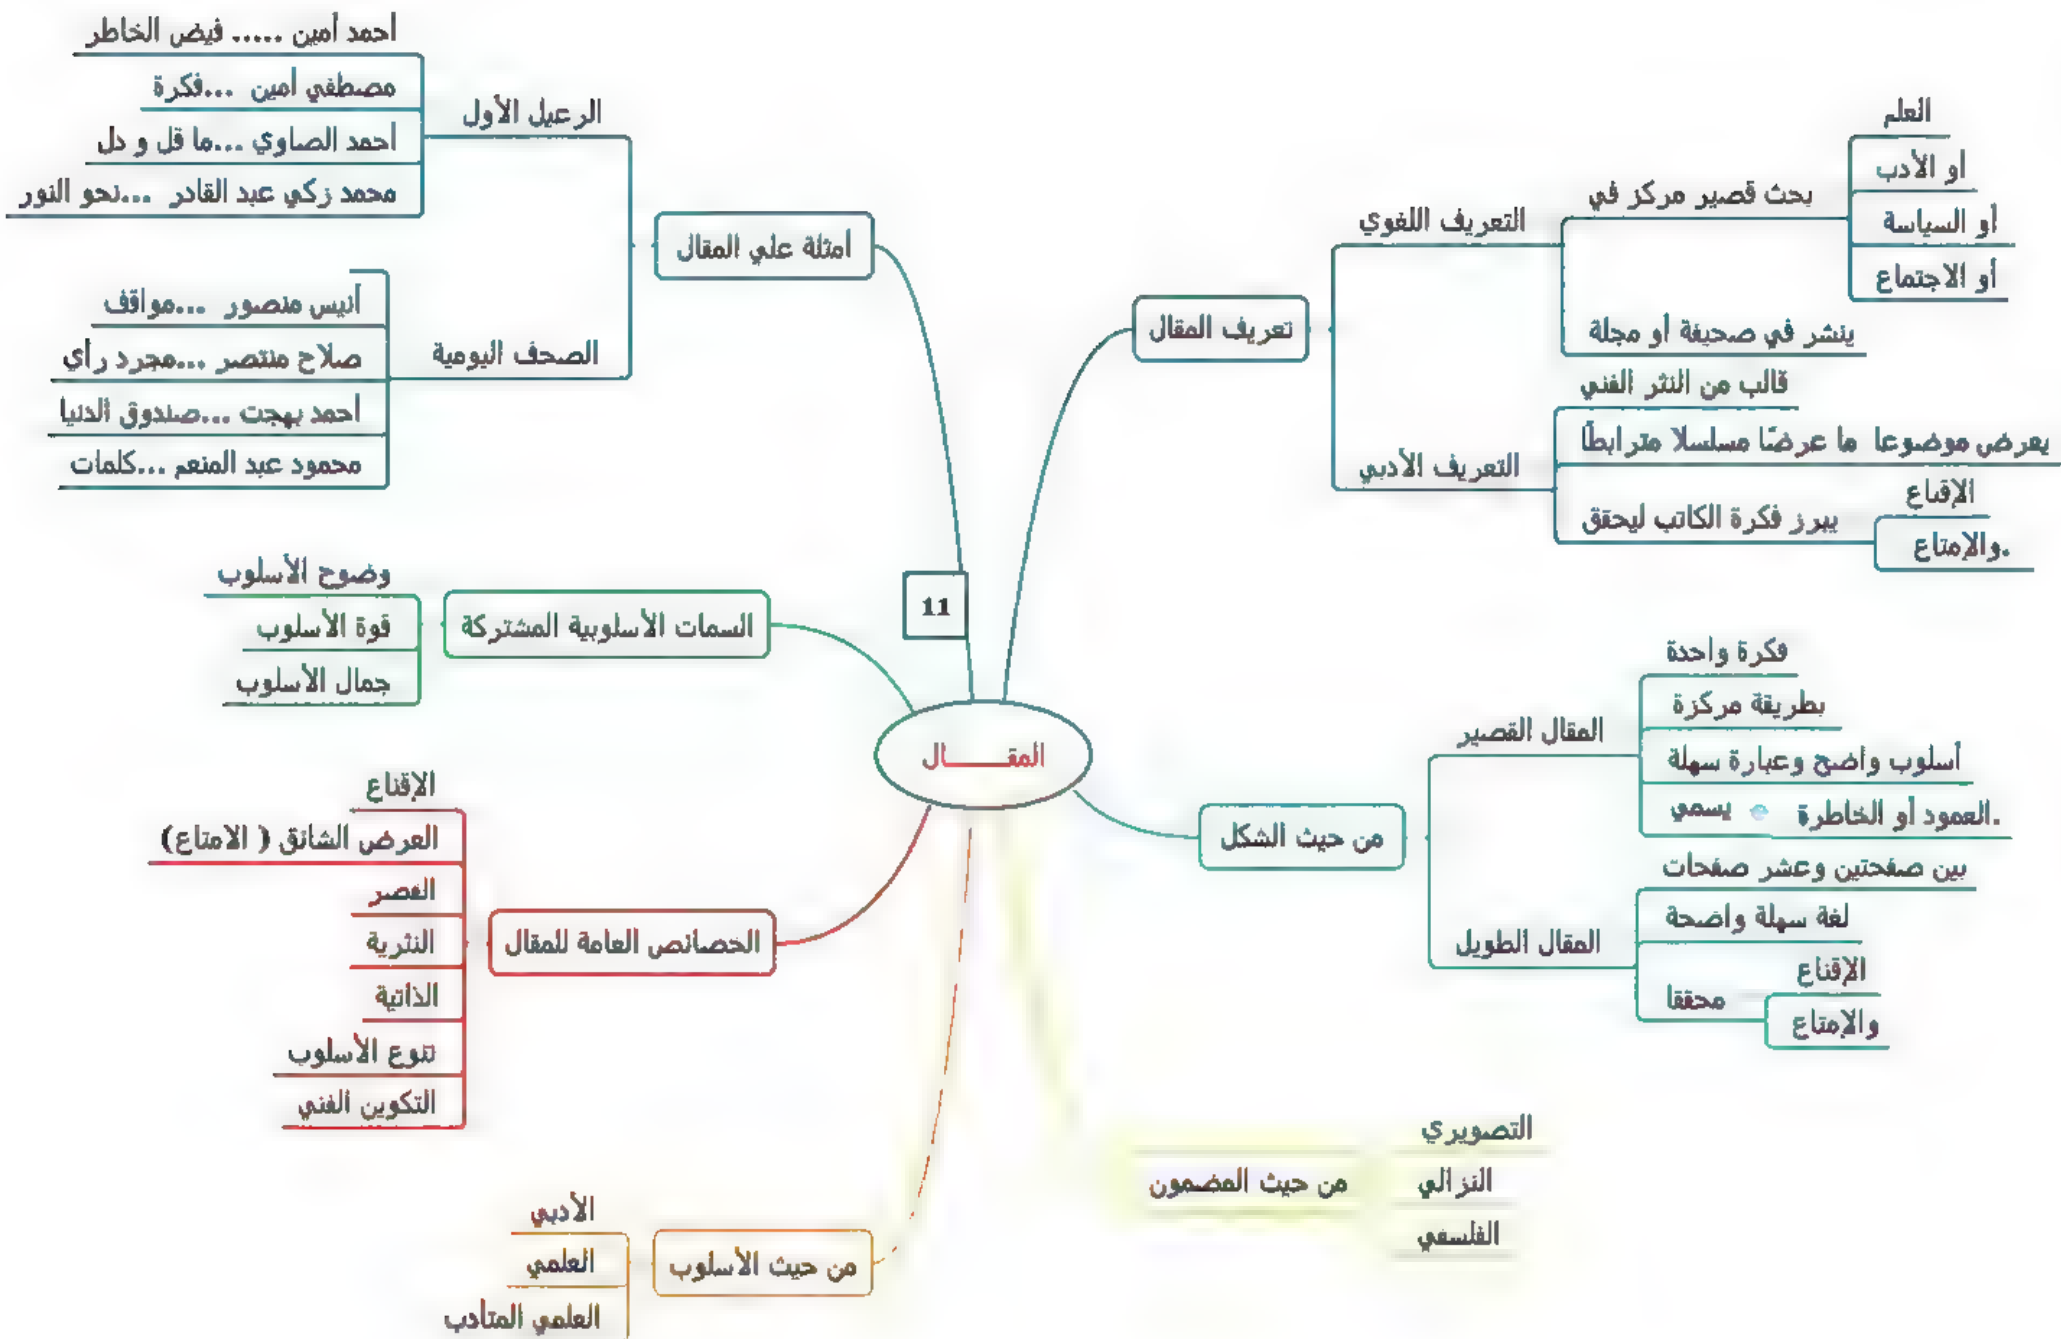 المقــــــال
11
تعريف المقال
التعريف اللغوي
بحث قصير مركز في
العلم
أو الأدب
أو السياسة
أو الاجتماع
ينشر في صحيفة أو مجلة
التعريف الأدبي
قالب من النثر الفني
يعرض موضوعا ما عرضًا مسلسلا مترابطًا
يبرز فكرة الكاتب ليحقق
الإقناع
والإمتاع.
من حيث الشكل
المقال القصير
فكرة واحدة
بطريقة مركزة
أسلوب واضح وعبارة سهلة
يسمي
العمود أو الخاطرة.
المقال الطويل
بين صفحتين وعشر صفحات
لغة سهلة واضحة
محققا
الإقناع
والإمتاع
من حيث المضمون
التصويري
النزالي
الفلسفي
من حيث الأسلوب
الأدبي
العلمي
العلمي المتأدب
الخصائص العامة للمقال
الإقناع
العرض الشائق ( الامتاع)
القصر
النثرية
الذاتية
تنوع الأسلوب
التكوين الفني
السمات الأسلوبية المشتركة
وضوح الأسلوب
قوة الأسلوب
جمال الأسلوب
أمثلة علي المقال
الرعيل الأول
أحمد أمين ..... فيض الخاطر
مصطفي أمين ...فكرة
أحمد الصاوي ...ما قل و دل
محمد زكي عبد القادر ...نحو النور
الصحف اليومية
أنيس منصور ...مواقف
صلاح منتصر ...مجرد رأي
أحمد بهجت ...صندوق الدنيا
محمود عبد المنعم ...كلمات